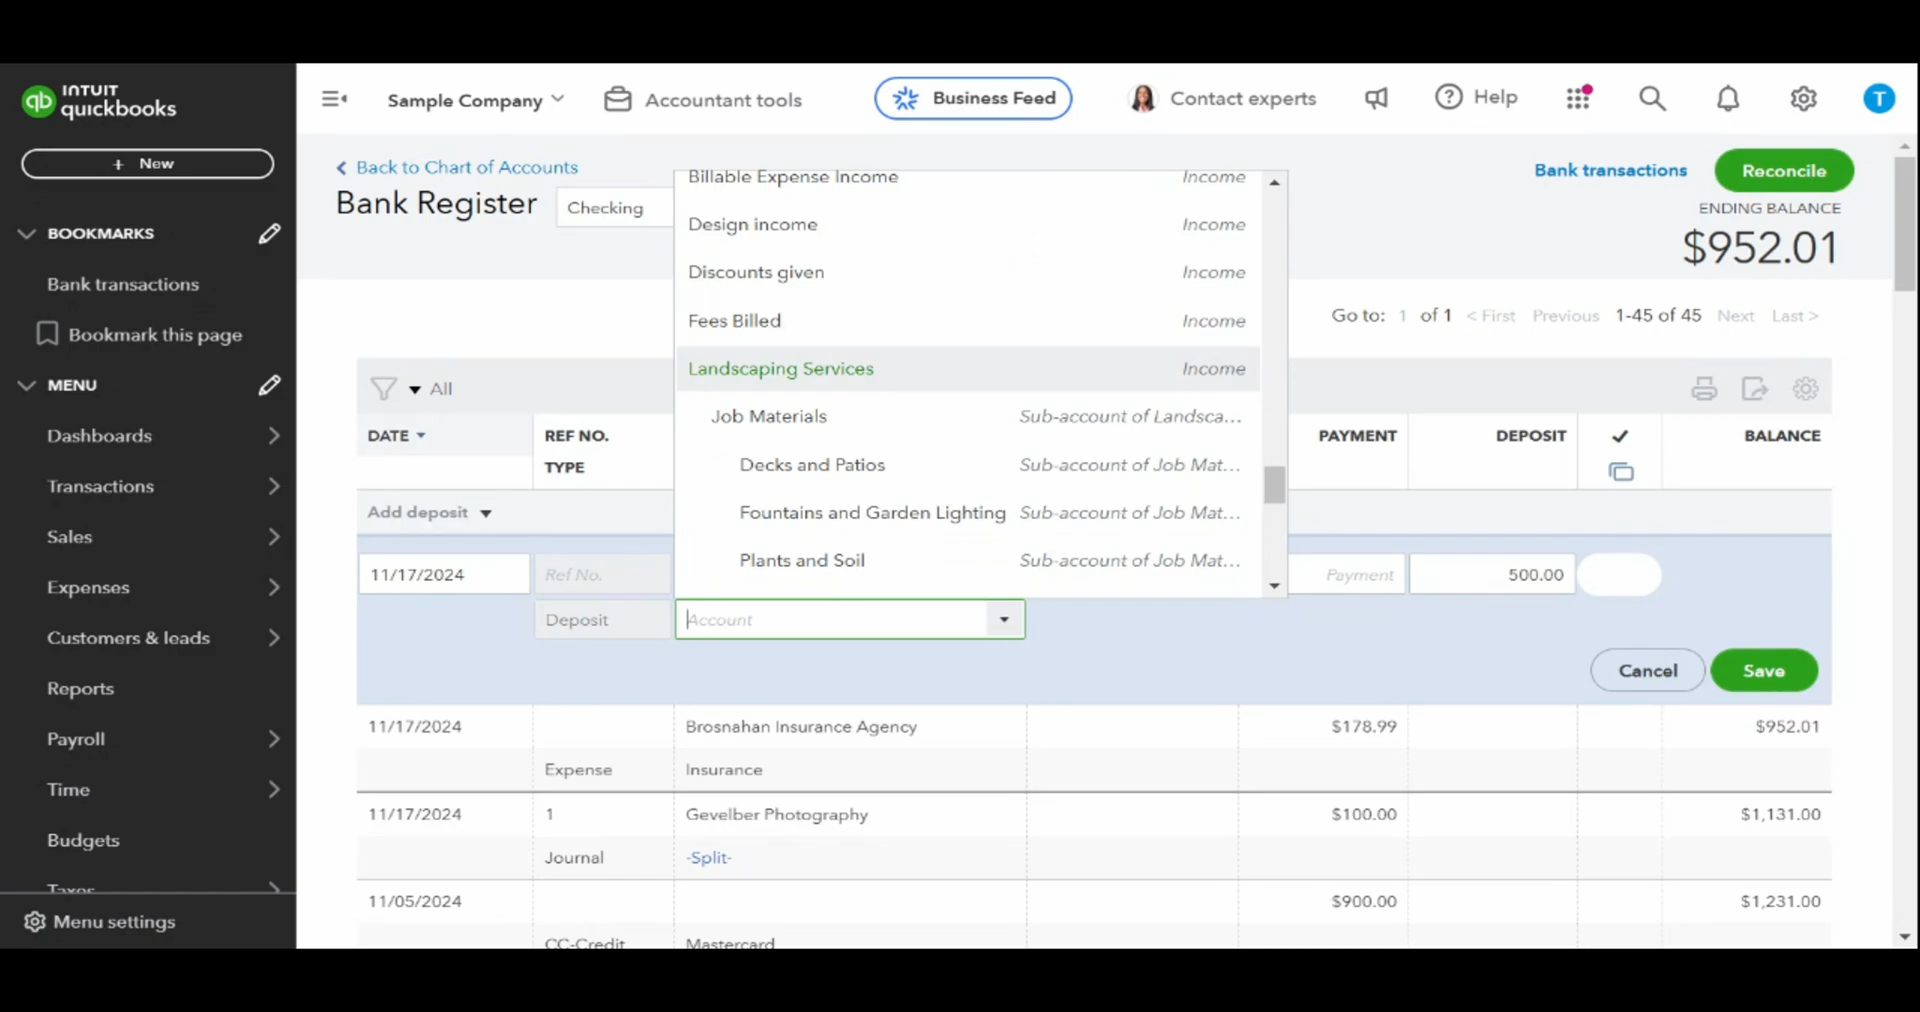 INTUIT
qb quickbooks
+ New
BOOKMARKS
Bank transactions
Bookmark this page
MENU
Dashboards
Transactions
Sales
Expenses
Customers & leads
Reports
Payroll
Time
Budgets
Taxes
Menu settings
Sample Company
Accountant tools
Business Feed
Contact experts
Help
T
< Back to Chart of Accounts
Bank Register
Checking
Bank transactions
Reconcile
ENDING BALANCE
$952.01
Go to: 1 of 1 < First Previous 1-45 of 45 Next Last >
All
Billable Expense Income Income
Design income Income
Discounts given Income
Fees Billed Income
Landscaping Services Income
Job Materials Sub-account of Landsca...
Decks and Patios Sub-account of Job Mat...
Fountains and Garden Lighting Sub-account of Job Mat...
Plants and Soil Sub-account of Job Mat...
DATE REF NO. PAYMENT DEPOSIT ✓ BALANCE
TYPE
Add deposit
11/17/2024 Ref No. Payment 500.00
Deposit Account
Cancel Save
11/17/2024 Brosnahan Insurance Agency $178.99 $952.01
Expense Insurance
11/17/2024 1 Gevelber Photography $100.00 $1,131.00
Journal -Split-
11/05/2024 $900.00 $1,231.00
CC-Credit Mastercard